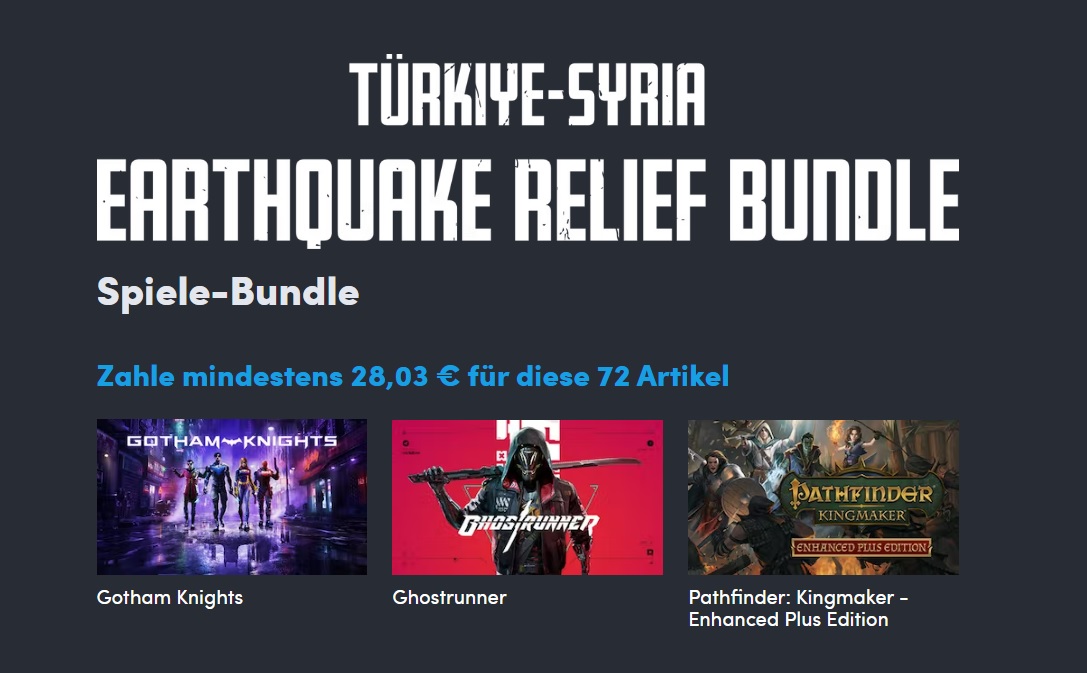 TÜRKIYE-SYRIA
EARTHQUAKE RELIEF BUNDLE
Spiele-Bundle
Zahle mindestens 28,03 € für diese 72 Artikel
GOTHAM KNIGHTS
GHOSTRUNNER
PATHFINDER
KINGMAKER
ENHANCED PLUS EDITION
Gotham Knights
Ghostrunner
Pathfinder: Kingmaker -
Enhanced Plus Edition